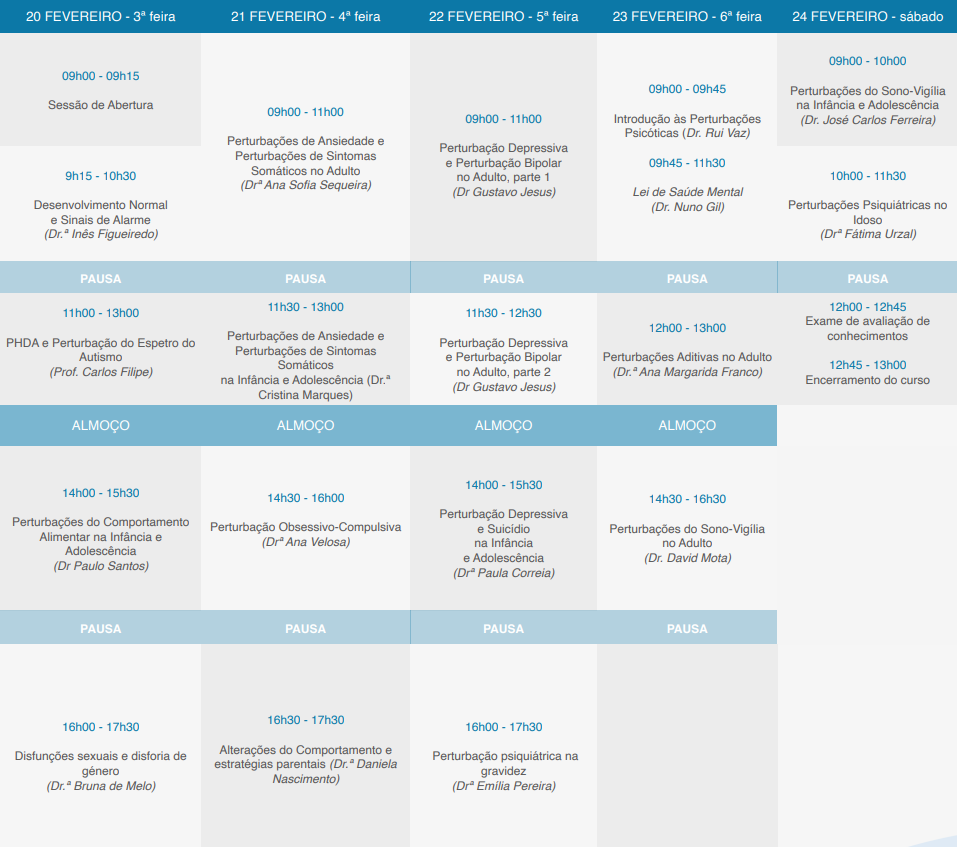 20 FEVEREIRO - 3ª feira
21 FEVEREIRO - 4ª feira
22 FEVEREIRO - 5ª feira
23 FEVEREIRO - 6ª feira
24 FEVEREIRO - sábado
09h00 - 09h15
Sessão de Abertura
9h15 - 10h30
Desenvolvimento Normal
e Sinais de Alarme
(Dr.ª Inês Figueiredo)
09h00 - 11h00
Perturbações de Ansiedade e
Perturbações de Sintomas
Somáticos no Adulto
(Drª Ana Sofia Sequeira)
09h00 - 11h00
Perturbação Depressiva
e Perturbação Bipolar
no Adulto, parte 1
(Dr Gustavo Jesus)
09h00 - 09h45
Introdução às Perturbações
Psicóticas (Dr. Rui Vaz)
09h45 - 11h30
Lei de Saúde Mental
(Dr. Nuno Gil)
09h00 - 10h00
Perturbações do Sono-Vigília
na Infância e Adolescência
(Dr. José Carlos Ferreira)
10h00 - 11h30
Perturbações Psiquiátricas no
Idoso
(Drª Fátima Urzal)
PAUSA
PAUSA
PAUSA
PAUSA
PAUSA
11h00 - 13h00
PHDA e Perturbação do Espetro do
Autismo
(Prof. Carlos Filipe)
11h30 - 13h00
Perturbações de Ansiedade e
Perturbações de Sintomas
Somáticos
na Infância e Adolescência (Dr.ª
Cristina Marques)
11h30 - 12h30
Perturbação Depressiva
e Perturbação Bipolar
no Adulto, parte 2
(Dr Gustavo Jesus)
12h00 - 13h00
Perturbações Aditivas no Adulto
(Dr.ª Ana Margarida Franco)
12h00 - 12h45
Exame de avaliação de
conhecimentos
12h45 - 13h00
Encerramento do curso
ALMOÇO
ALMOÇO
ALMOÇO
ALMOÇO
14h00 - 15h30
Perturbações do Comportamento
Alimentar na Infância e
Adolescência
(Dr Paulo Santos)
14h30 - 16h00
Perturbação Obsessivo-Compulsiva
(Drª Ana Velosa)
14h00 - 15h30
Perturbação Depressiva
e Suicídio
na Infância
e Adolescência
(Drª Paula Correia)
14h30 - 16h30
Perturbações do Sono-Vigília
no Adulto
(Dr. David Mota)
PAUSA
PAUSA
PAUSA
PAUSA
16h00 - 17h30
Disfunções sexuais e disforia de
género
(Dr.ª Bruna de Melo)
16h30 - 17h30
Alterações do Comportamento e
estratégias parentais (Dr.ª Daniela
Nascimento)
16h00 - 17h30
Perturbação psiquiátrica na
gravidez
(Drª Emília Pereira)